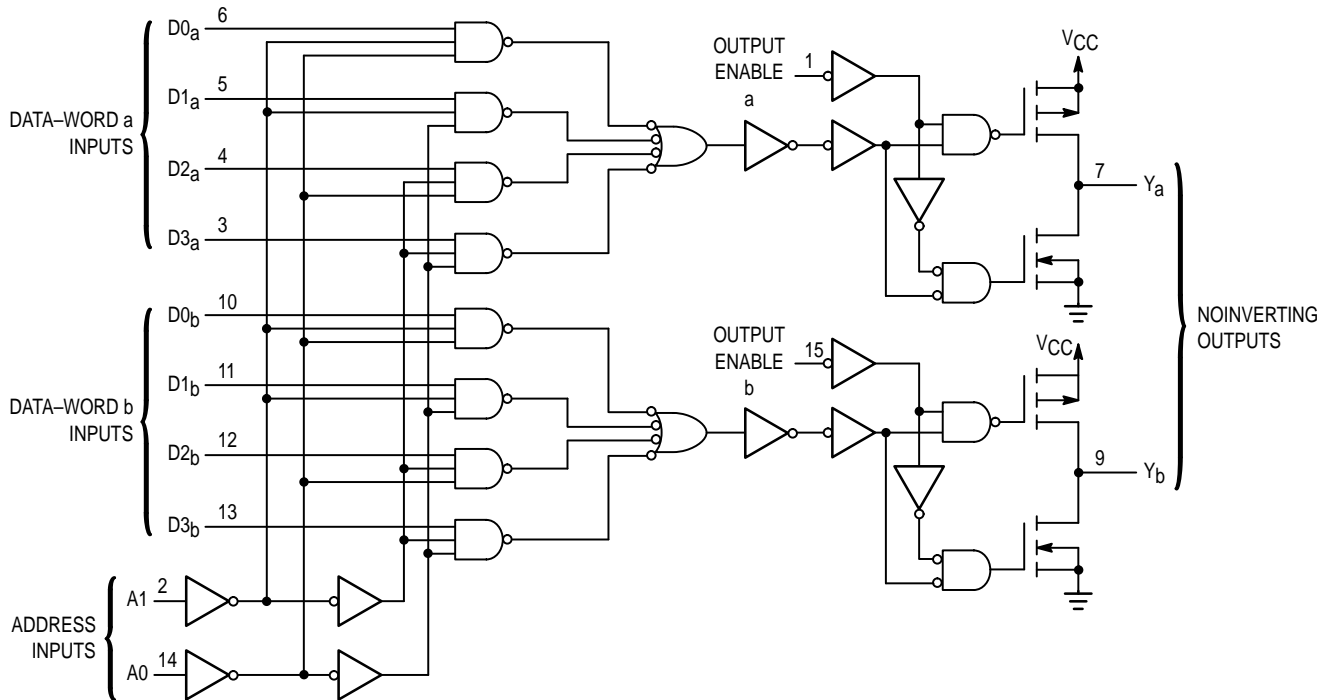 DATA–WORD a
INPUTS
D0a 6
D1a 5
D2a 4
D3a 3
DATA–WORD b
INPUTS
D0b 10
D1b 11
D2b 12
D3b 13
ADDRESS
INPUTS
A1 2
A0 14
OUTPUT
ENABLE
a
1
VCC
7 Ya
OUTPUT
ENABLE
b
15
VCC
9 Yb
NOINVERTING
OUTPUTS